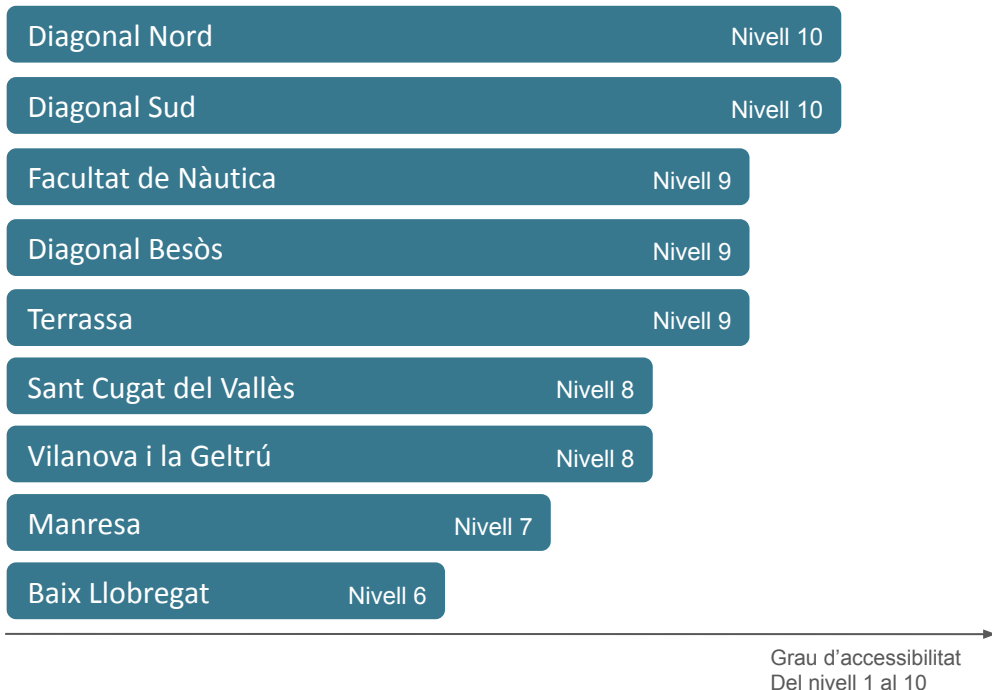 Diagonal Nord Nivell 10
Diagonal Sud Nivell 10
Facultat de Nàutica Nivell 9
Diagonal Besòs Nivell 9
Terrassa Nivell 9
Sant Cugat del Vallès Nivell 8
Vilanova i la Geltrú Nivell 8
Manresa Nivell 7
Baix Llobregat Nivell 6
Grau d’accessibilitat
Del nivell 1 al 10